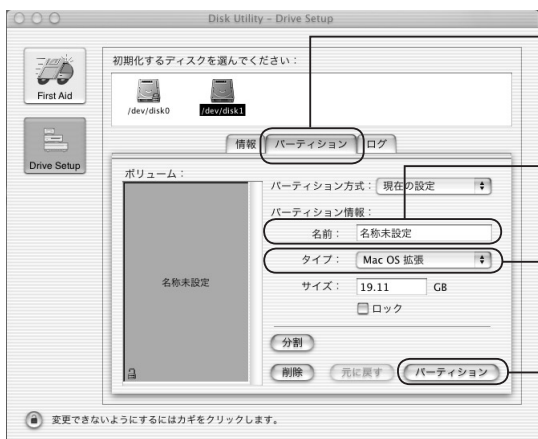 Disk Utility – Drive Setup
First Aid
Drive Setup
初期化するディスクを選んでください：
/dev/disk0
/dev/disk1
情報
パーティション
ログ
ボリューム：
名称未設定
パーティション方式：
現在の設定
パーティション情報：
名前：
名称未設定
タイプ：
Mac OS 拡張
サイズ：
19.11
GB
ロック
分割
削除
元に戻す
パーティション
変更できないようにするにはカギをクリックします。